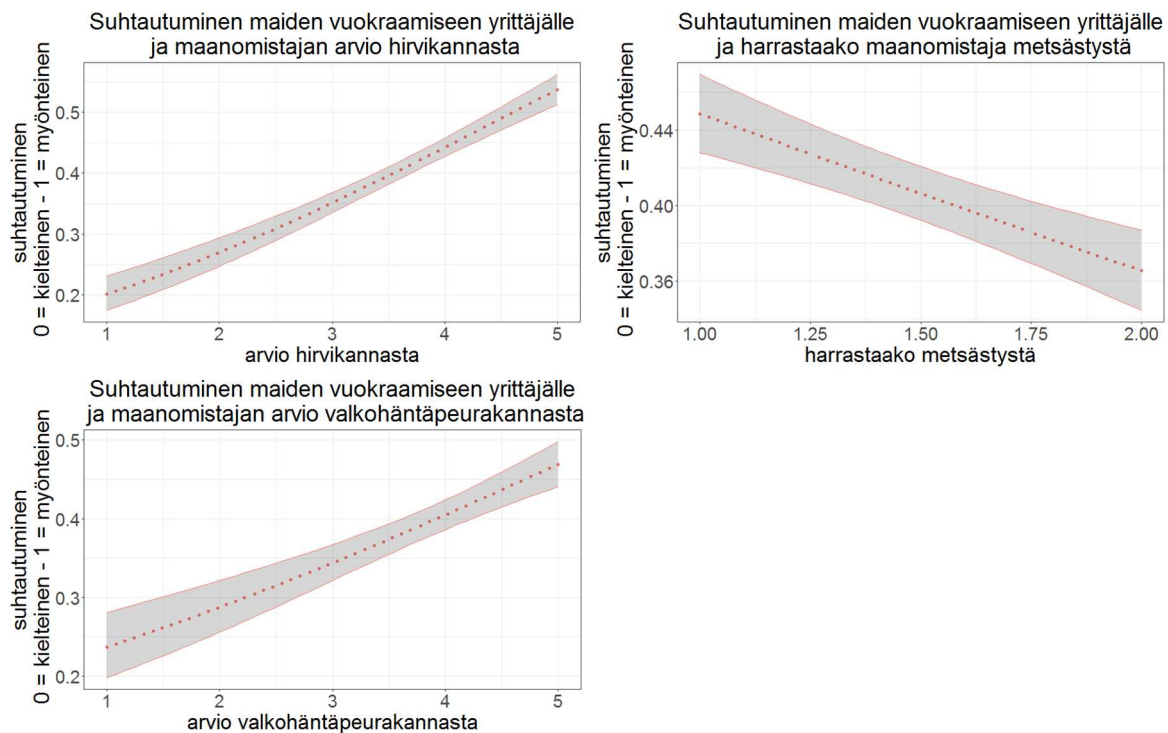 Suhtautuminen maiden vuokraamiseen yrittäjälle
ja maanomistajan arvio hirvikannasta
suhtautuminen
0 = kielteinen - 1 = myönteinen
0.5
0.4
0.3
0.2
1 2 3 4 5
arvio hirvikannasta
Suhtautuminen maiden vuokraamiseen yrittäjälle
ja harrastaako maanomistaja metsästystä
suhtautuminen
0 = kielteinen - 1 = myönteinen
0.44
0.40
0.36
1.00 1.25 1.50 1.75 2.00
harrastaako metsästystä
Suhtautuminen maiden vuokraamiseen yrittäjälle
ja maanomistajan arvio valkohäntäpeurakannasta
suhtautuminen
0 = kielteinen - 1 = myönteinen
0.5
0.4
0.3
0.2
1 2 3 4 5
arvio valkohäntäpeurakannasta